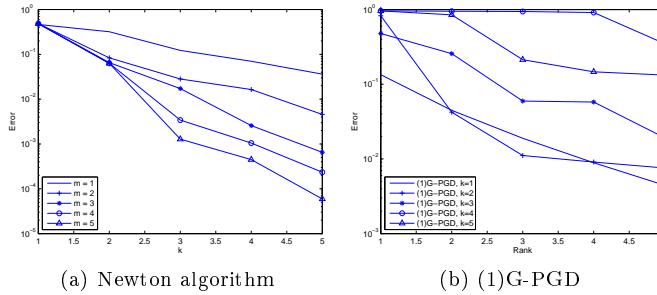 10^0
10^-1
10^-2
10^-3
10^-4
10^-5
Error
1 1.5 2 2.5 3 3.5 4 4.5 5
k
m = 1
m = 2
m = 3
m = 4
m = 5
(a) Newton algorithm
10^0
10^-1
10^-2
10^-3
Error
1 1.5 2 2.5 3 3.5 4 4.5
Rank
(1)G-PGD, k=1
(1)G-PGD, k=2
(1)G-PGD, k=3
(1)G-PGD, k=4
(1)G-PGD, k=5
(b) (1)G-PGD